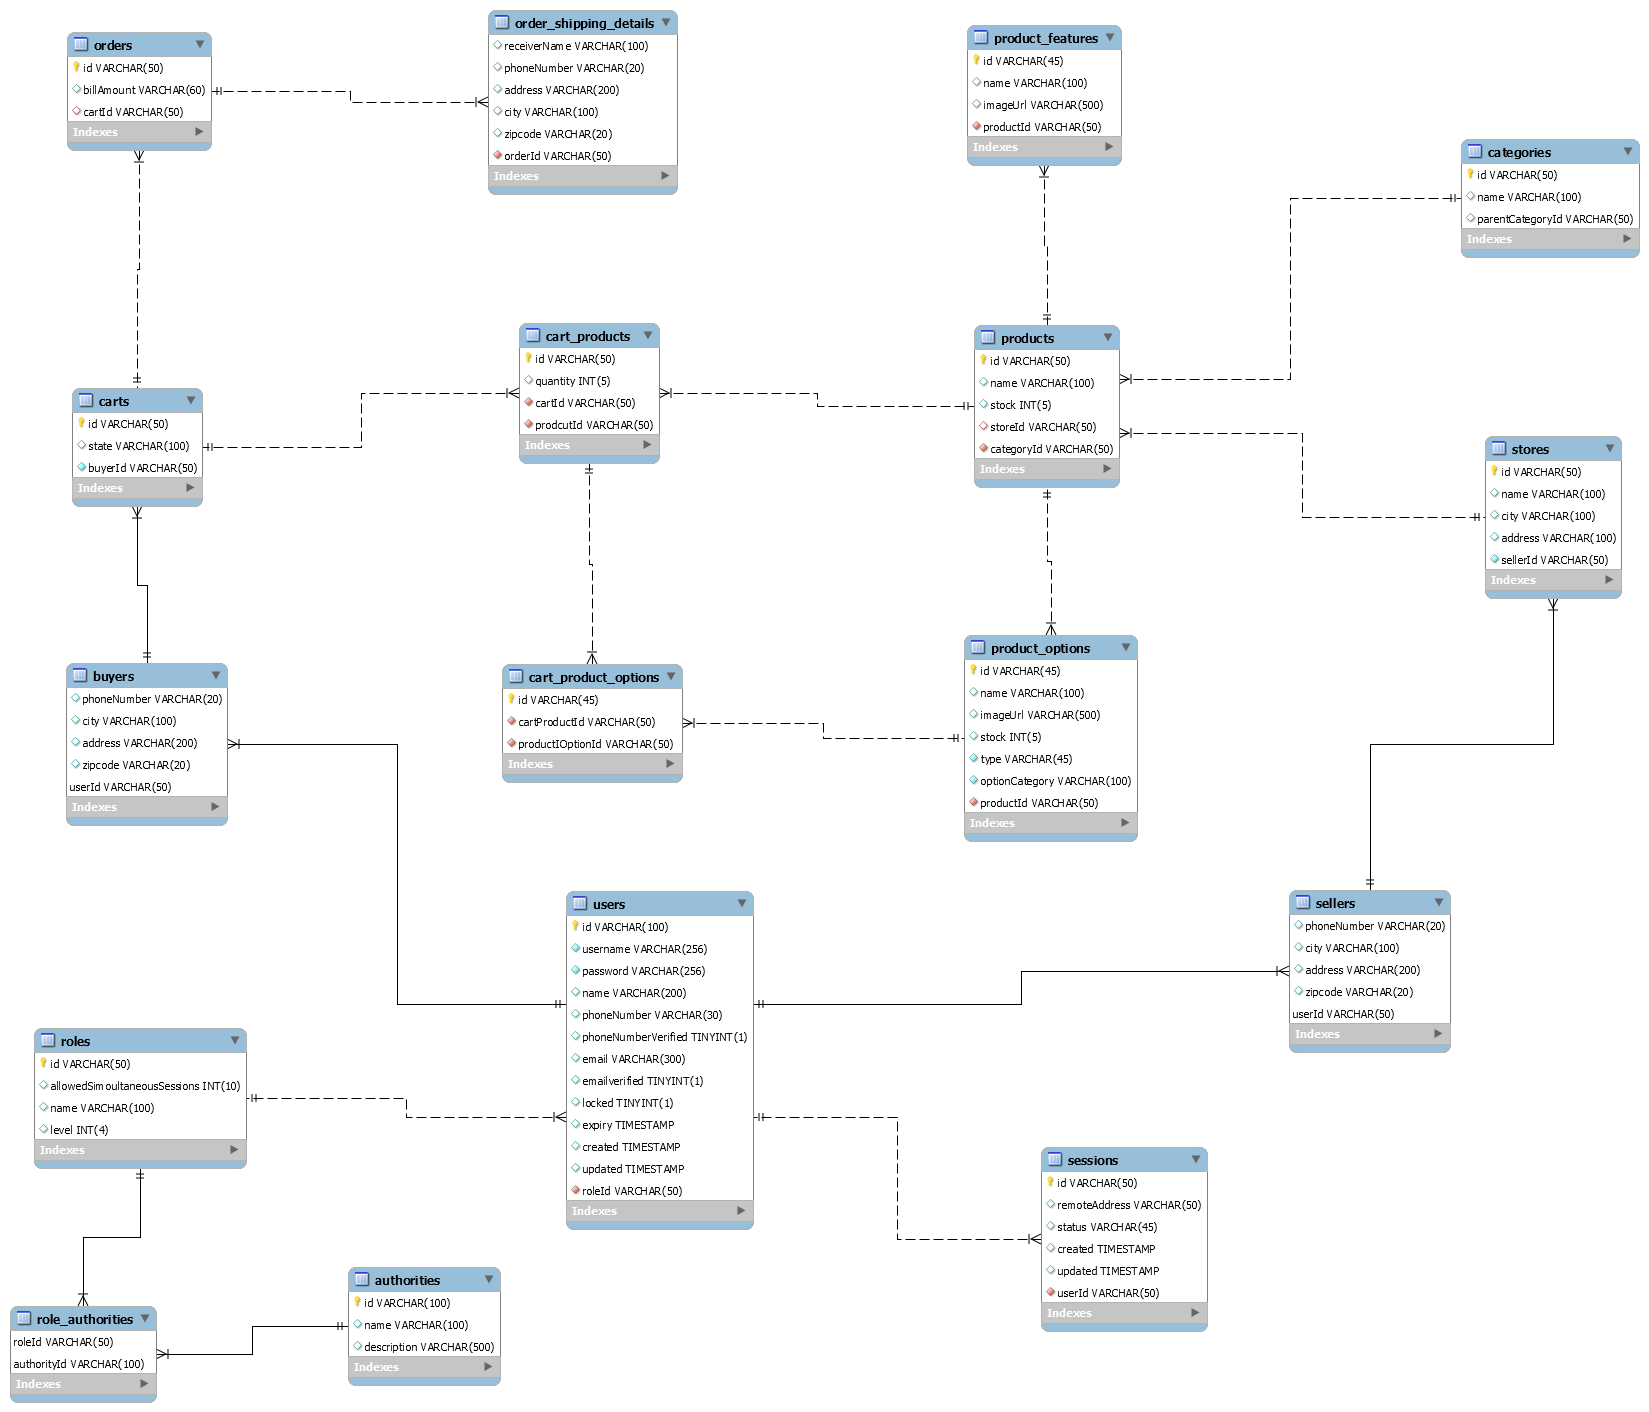 orders
id VARCHAR(50)
billAmount VARCHAR(60)
cartId VARCHAR(50)
Indexes
order_shipping_details
receiverName VARCHAR(100)
phoneNumber VARCHAR(20)
address VARCHAR(200)
city VARCHAR(100)
zipcode VARCHAR(20)
orderId VARCHAR(50)
Indexes
product_features
id VARCHAR(45)
name VARCHAR(100)
imageUrl VARCHAR(500)
productId VARCHAR(50)
Indexes
categories
id VARCHAR(50)
name VARCHAR(100)
parentCategoryId VARCHAR(50)
Indexes
carts
id VARCHAR(50)
state VARCHAR(100)
buyerId VARCHAR(50)
Indexes
cart_products
id VARCHAR(50)
quantity INT(5)
cartId VARCHAR(50)
prodcutId VARCHAR(50)
Indexes
products
id VARCHAR(50)
name VARCHAR(100)
stock INT(5)
storeId VARCHAR(50)
categoryId VARCHAR(50)
Indexes
stores
id VARCHAR(50)
name VARCHAR(100)
city VARCHAR(100)
address VARCHAR(100)
sellerId VARCHAR(50)
Indexes
buyers
phoneNumber VARCHAR(20)
city VARCHAR(100)
address VARCHAR(200)
zipcode VARCHAR(20)
userId VARCHAR(50)
Indexes
cart_product_options
id VARCHAR(45)
cartProductId VARCHAR(50)
productIOptionId VARCHAR(50)
Indexes
product_options
id VARCHAR(45)
name VARCHAR(100)
imageUrl VARCHAR(500)
stock INT(5)
type VARCHAR(45)
optionCategory VARCHAR(100)
productId VARCHAR(50)
Indexes
users
id VARCHAR(100)
username VARCHAR(256)
password VARCHAR(256)
name VARCHAR(200)
phoneNumber VARCHAR(30)
phoneNumberVerified TINYINT(1)
email VARCHAR(300)
emailverified TINYINT(1)
locked TINYINT(1)
expiry TIMESTAMP
created TIMESTAMP
updated TIMESTAMP
roleId VARCHAR(50)
Indexes
sellers
phoneNumber VARCHAR(20)
city VARCHAR(100)
address VARCHAR(200)
zipcode VARCHAR(20)
userId VARCHAR(50)
Indexes
roles
id VARCHAR(50)
allowedSimoultaneousSessions INT(10)
name VARCHAR(100)
level INT(4)
Indexes
sessions
id VARCHAR(50)
remoteAddress VARCHAR(50)
status VARCHAR(45)
created TIMESTAMP
updated TIMESTAMP
userId VARCHAR(50)
Indexes
authorities
id VARCHAR(100)
name VARCHAR(100)
description VARCHAR(500)
Indexes
role_authorities
roleId VARCHAR(50)
authorityId VARCHAR(100)
Indexes